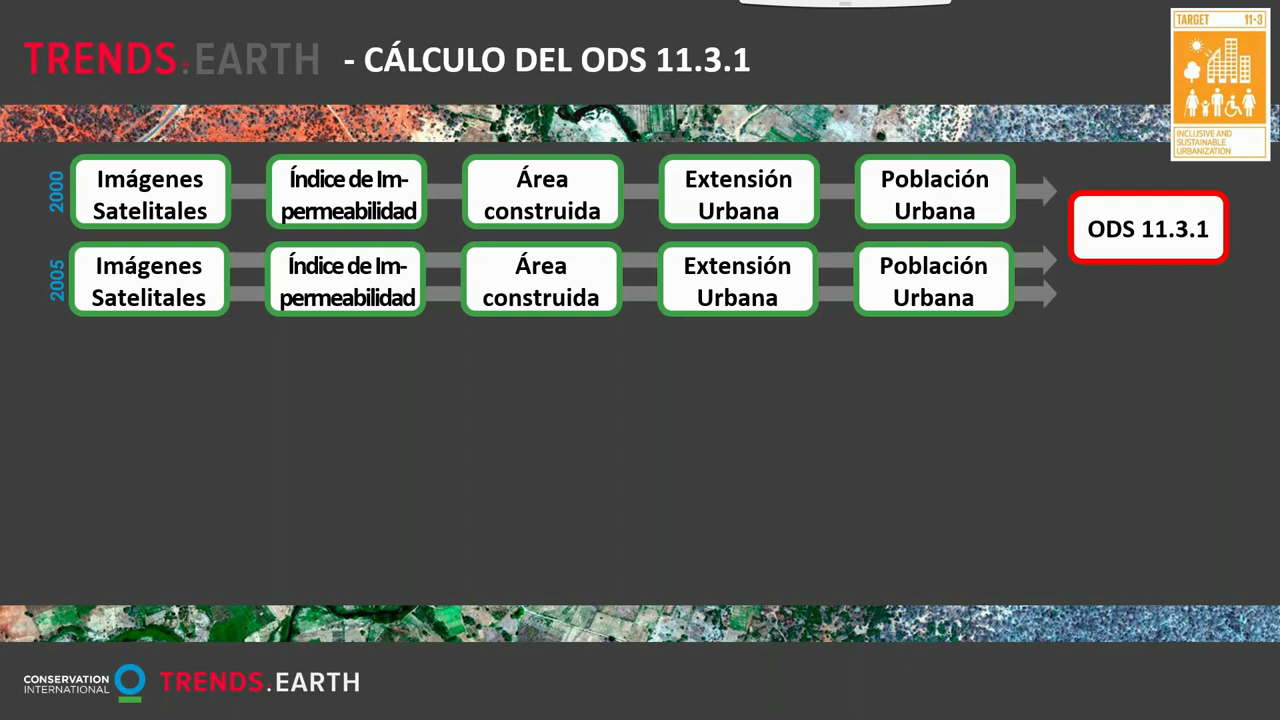 TRENDS.EARTH - CÁLCULO DEL ODS 11.3.1
TARGET 11·3
INCLUSIVE AND
SUSTAINABLE
URBANIZATION
2000
Imágenes
Satelitales
Índice de Im-
permeabilidad
Área
construida
Extensión
Urbana
Población
Urbana
ODS 11.3.1
2005
Imágenes
Satelitales
Índice de Im-
permeabilidad
Área
construida
Extensión
Urbana
Población
Urbana
CONSERVATION
INTERNATIONAL
TRENDS.EARTH